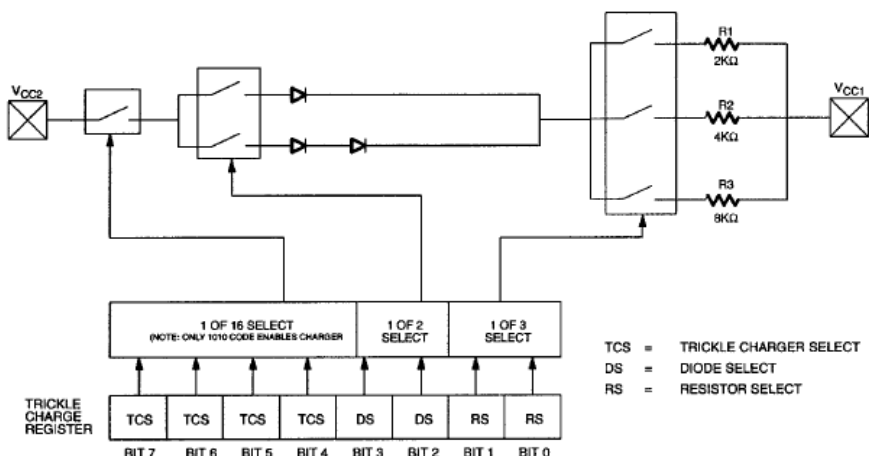 R1
2KΩ
VCC2
R2
4KΩ
VCC1
R3
8KΩ
1 OF 16 SELECT
(NOTE: ONLY 1010 CODE ENABLES CHARGER
1 OF 2
SELECT
1 OF 3
SELECT
TCS = TRICKLE CHARGER SELECT
DS = DIODE SELECT
RS = RESISTOR SELECT
TRICKLE
CHARGE
REGISTER
TCS TCS TCS TCS DS DS RS RS
BIT 7 BIT 6 BIT 5 BIT 4 BIT 3 BIT 2 BIT 1 BIT 0